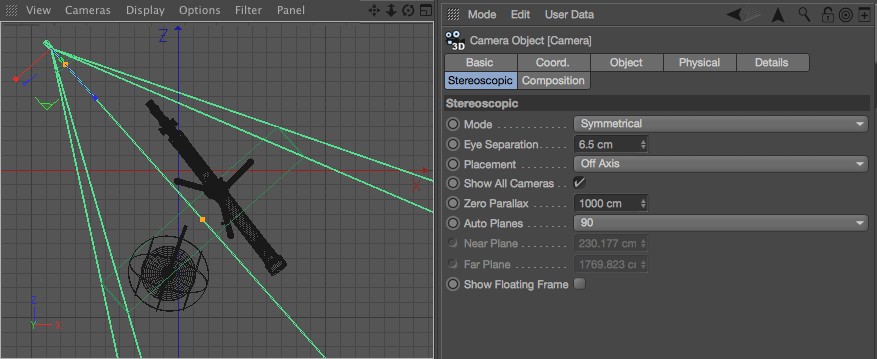 View Cameras Display Options Filter Panel
Z
X
Z
Y X
Mode Edit User Data
3D Camera Object [Camera]
Basic Coord. Object Physical Details
Stereoscopic Composition
Stereoscopic
Mode Symmetrical
Eye Separation 6.5 cm
Placement Off Axis
Show All Cameras
Zero Parallax 1000 cm
Auto Planes 90
Near Plane 230.177 cm
Far Plane 1769.823 cm
Show Floating Frame